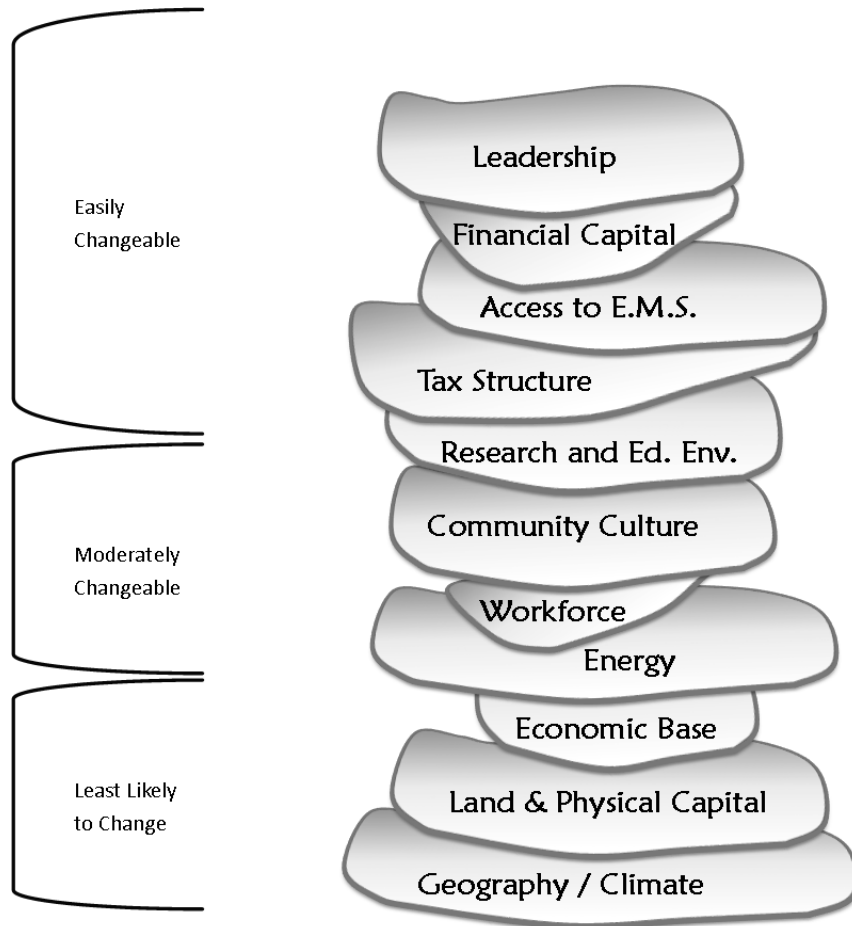 Easily
Changeable
Moderately
Changeable
Least Likely
to Change
Leadership
Financial Capital
Access to E.M.S.
Tax Structure
Research and Ed. Env.
Community Culture
Workforce
Energy
Economic Base
Land & Physical Capital
Geography / Climate